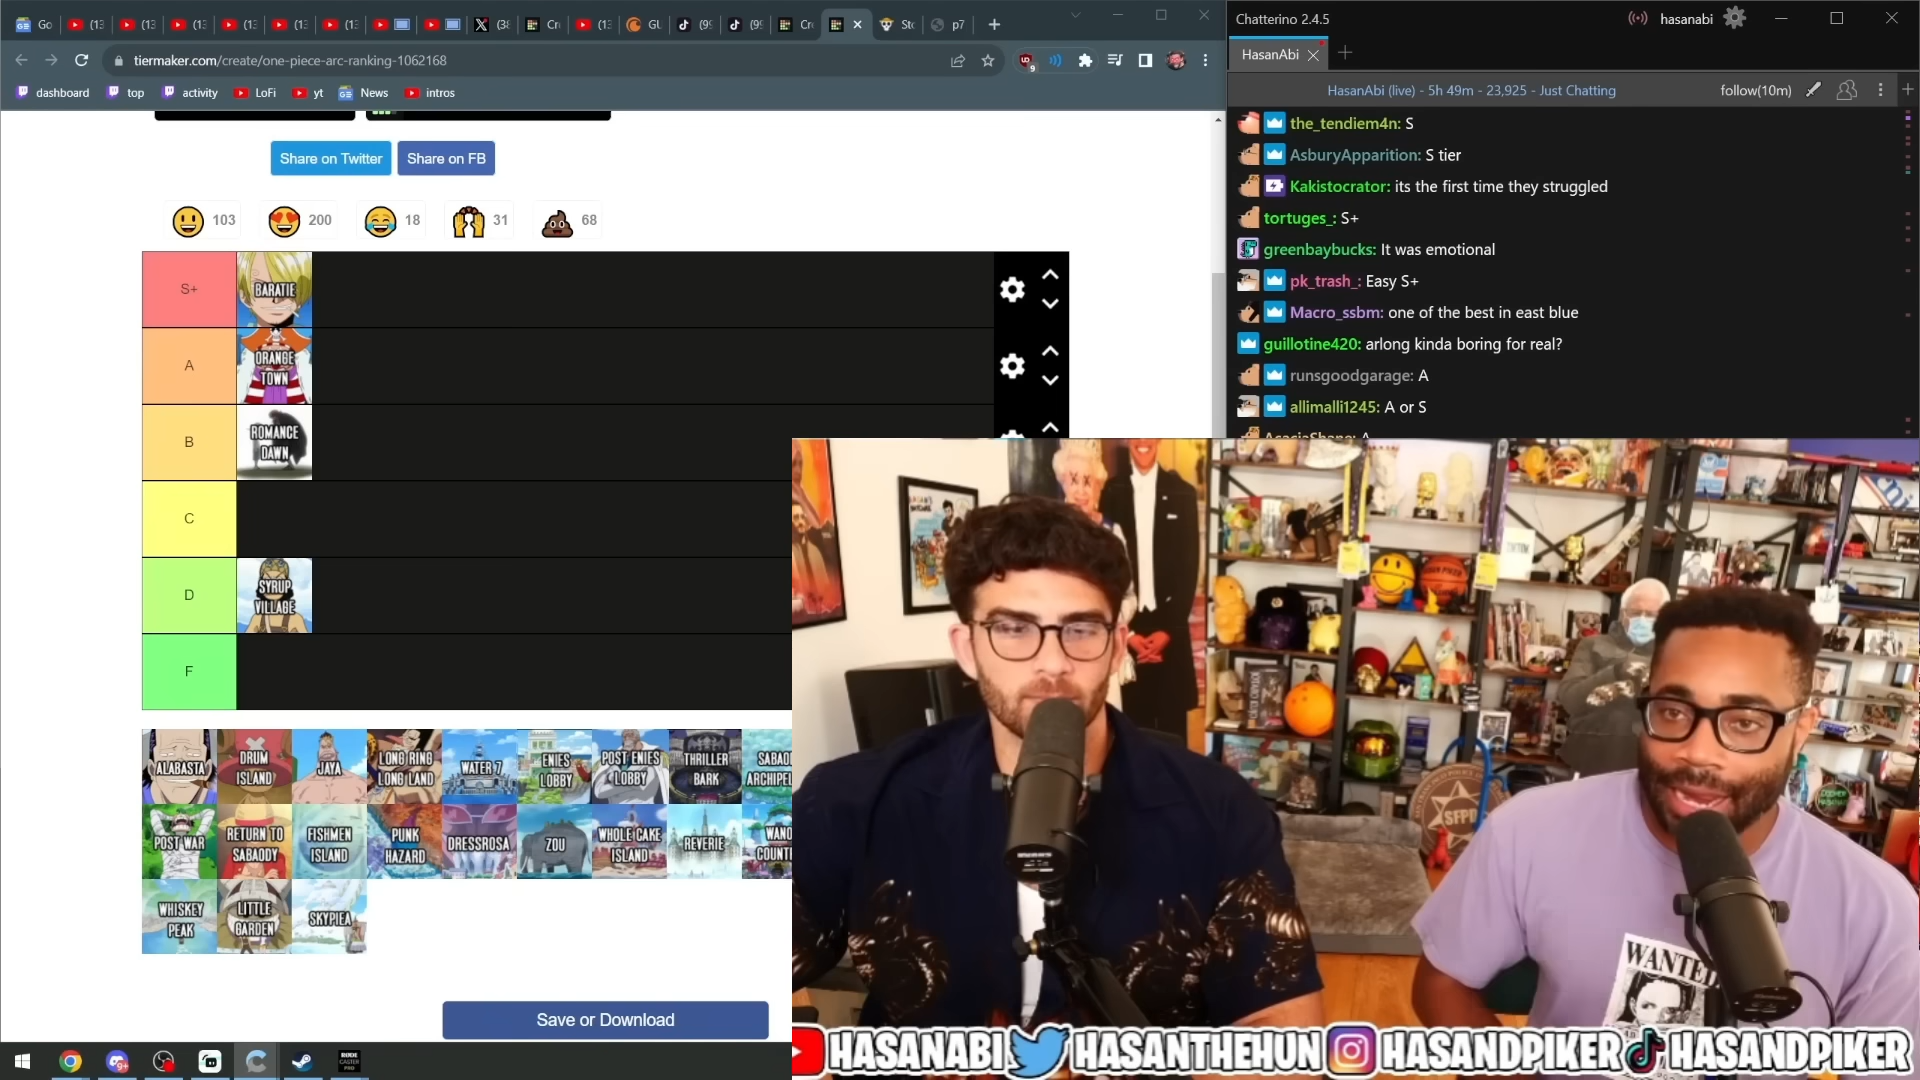 Chatterino 2.4.5
hasanabi
HasanAbi
tiermaker.com/create/one-piece-arc-ranking-1062168
dashboard
top
activity
LoFi
yt
News
intros
HasanAbi (live) - 5h 49m - 23,925 - Just Chatting
follow(10m)
Share on Twitter
Share on FB
103
200
18
31
68
S+
BARATIE
A
ORANGE
TOWN
B
ROMANCE
DAWN
C
D
SYRUP
VILLAGE
F
the_tendiem4n: S
AsburyApparition: S tier
Kakistocrator: its the first time they struggled
tortuges_: S+
greenbaybucks: It was emotional
pk_trash_: Easy S+
Macro_ssbm: one of the best in east blue
guillotine420: arlong kinda boring for real?
runsgoodgarage: A
allimalli1245: A or S
ALABASTA
DRUM
ISLAND
JAYA
LONG RING
LONG LAND
WATER 7
ENIES
LOBBY
POST ENIES
LOBBY
THRILLER
BARK
SABAO
ARCHIPEL
POST WAR
RETURN TO
SABAODY
FISHMEN
ISLAND
PUNK
HAZARD
DRESSROSA
ZOU
WHOLE CAKE
ISLAND
REVERIE
WANO
COUNT
WHISKEY
PEAK
LITTLE
GARDEN
SKYPIEA
Save or Download
SFPD
WANTED
HASANABI
HASANTHEHUN
HASANDPIKER
HASANDPIKER